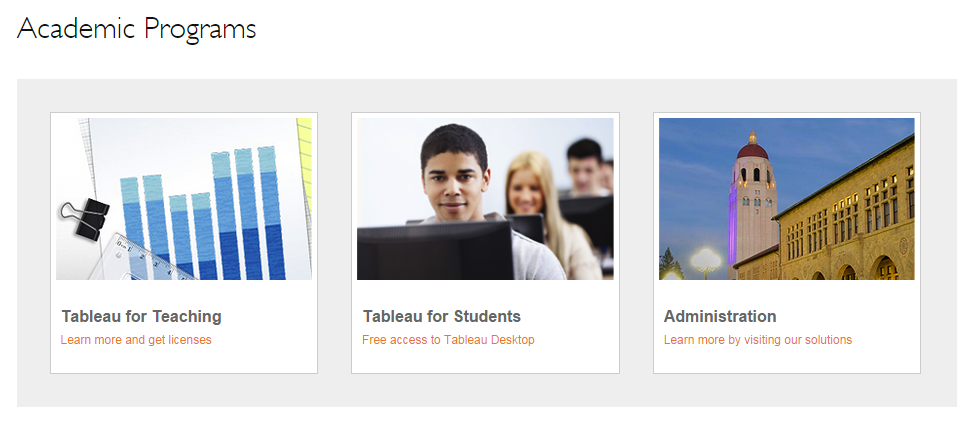 Academic Programs
Tableau for Teaching
Learn more and get licenses
Tableau for Students
Free access to Tableau Desktop
Administration
Learn more by visiting our solutions